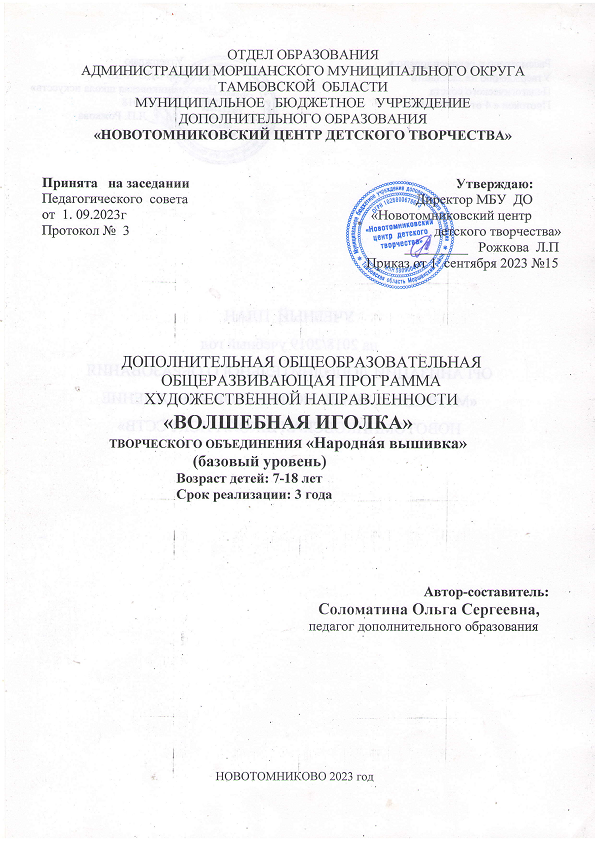 ОТДЕЛ ОБРАЗОВАНИЯ
АДМИНИСТРАЦИИ МОРШАНСКОГО МУНИЦИПАЛЬНОГО ОКРУГА
ТАМБОВСКОЙ ОБЛАСТИ
МУНИЦИПАЛЬНОЕ БЮДЖЕТНОЕ УЧРЕЖДЕНИЕ
ДОПОЛНИТЕЛЬНОГО ОБРАЗОВАНИЯ
«НОВОТОМНИКОВСКИЙ ЦЕНТР ДЕТСКОГО ТВОРЧЕСТВА»
Принята на заседании
Педагогического совета
от 1. 09.2023г
Протокол № 3
Утверждаю:
Директор МБУ ДО
«Новотомниковский центр
детского творчества»
Рожкова Л.П
Приказ от 1 сентября 2023 №15
«Новотомниковский
центр детского
творчества»
ДОПОЛНИТЕЛЬНАЯ ОБЩЕОБРАЗОВАТЕЛЬНАЯ
ОБЩЕРАЗВИВАЮЩАЯ ПРОГРАММА
ХУДОЖЕСТВЕННОЙ НАПРАВЛЕННОСТИ
«ВОЛШЕБНАЯ ИГОЛКА»
ТВОРЧЕСКОГО ОБЪЕДИНЕНИЯ «Народная вышивка»
(базовый уровень)
Возраст детей: 7-18 лет
Срок реализации: 3 года
Автор-составитель:
Соломатина Ольга Сергеевна,
педагог дополнительного образования
НОВОТОМНИКОВО 2023 год